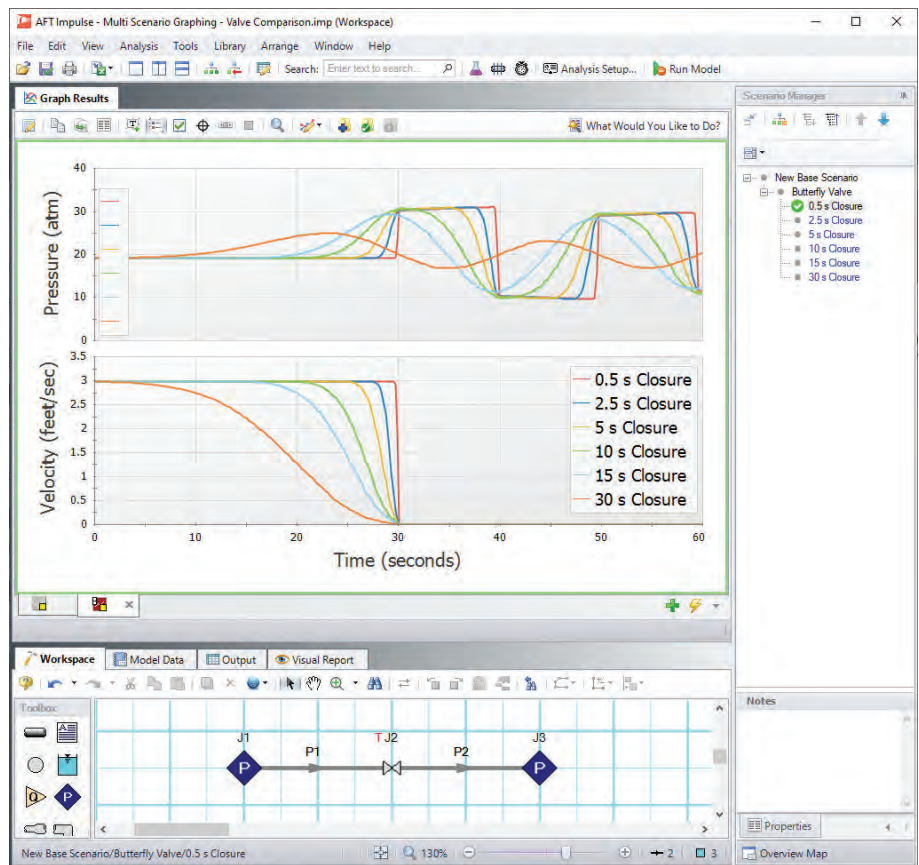 AFT Impulse - Multi Scenario Graphing - Valve Comparison.imp (Workspace)
File Edit View Analysis Tools Library Arrange Window Help
Search: Enter text to search... Analysis Setup... Run Model
Graph Results
What Would You Like to Do?
40
30
20
10
0
Pressure (atm)
3.5
3
2.5
2
1.5
1
0.5
0
Velocity (feet/sec)
0.5 s Closure
2.5 s Closure
5 s Closure
10 s Closure
15 s Closure
30 s Closure
0 10 20 30 40 50 60
Time (seconds)
Scenario Manager
New Base Scenario
Butterfly Valve
0.5 s Closure
2.5 s Closure
5 s Closure
10 s Closure
15 s Closure
30 s Closure
Workspace Model Data Output Visual Report
Toolbox
J1 P1 T J2 P2 J3
P P
A
Q P
Notes
Properties
New Base Scenario/Butterfly Valve/0.5 s Closure 130% 2 3 Overview Map